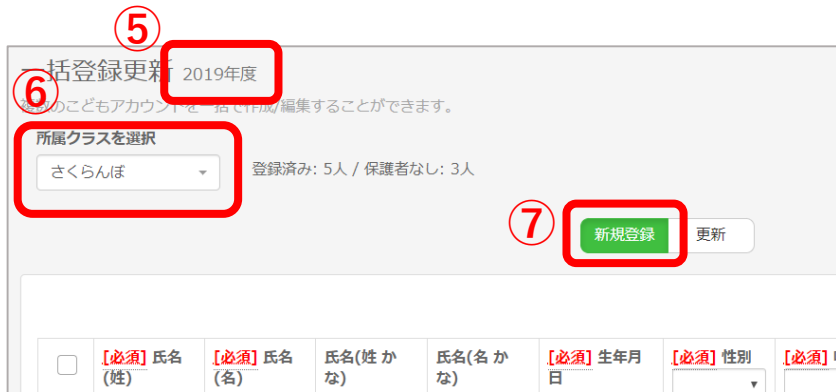 ⑤
一括登録更新 2019年度
⑥
複数のこどもアカウントを一括で作成/編集することができます。
所属クラスを選択
さくらんぼ 登録済み: 5人 / 保護者なし: 3人
⑦
新規登録 更新
[必須] 氏名(姓) [必須] 氏名(名) 氏名(姓 かな) 氏名(名 かな) [必須] 生年月日 [必須] 性別 [必須]